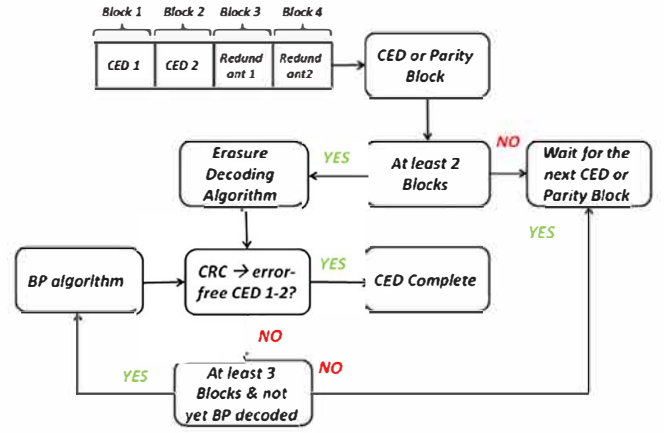 Block 1 Block 2 Block 3 Block 4
CED 1 CED 2 Redund Redund
ant 1 ant2
CED or Parity
Block
Erasure
Decoding
Algorithm
YES
At least 2
Blocks
NO
Wait for the
next CED or
Parity Block
YES
BP algorithm
CRC → error-
free CED 1-2?
YES
CED Complete
NO
YES
At least 3
Blocks & not
yet BP decoded
NO